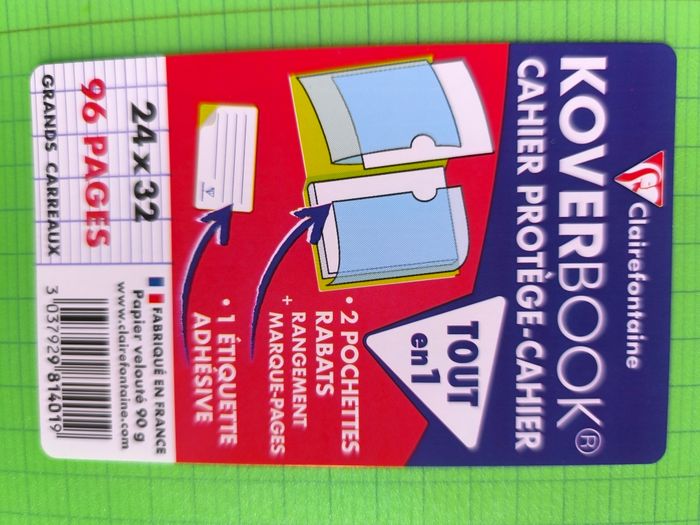 Clairefontaine
KOVERBOOK®
CAHIER PROTÈGE-CAHIER
TOUT
en 1
• 2 POCHETTES
RABATS
+ RANGEMENT
MARQUE-PAGES
• 1 ÉTIQUETTE
ADHÉSIVE
24 x 32
96 PAGES
GRANDS CARREAUX
FABRIQUÉ EN FRANCE
Papier velouté 90 g
www.clairefontaine.com
3 037929 814019